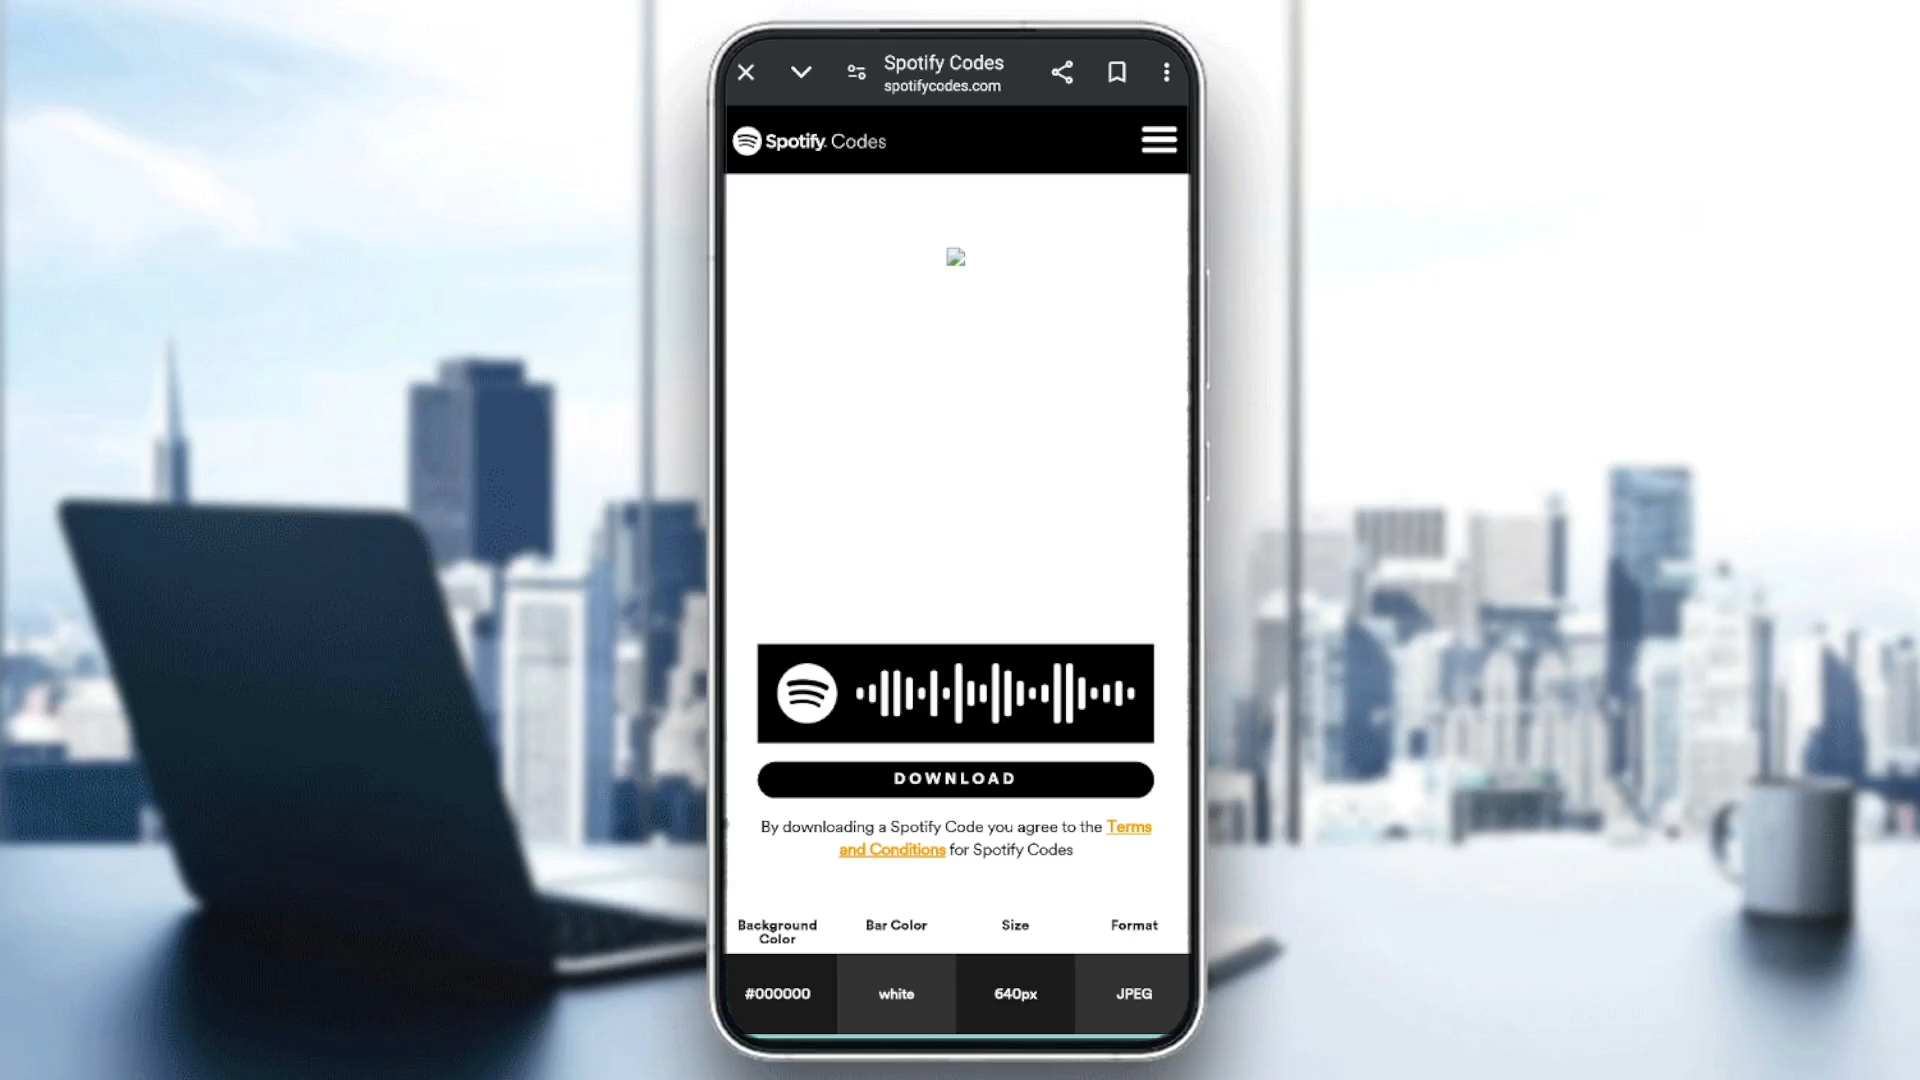 Spotify Codes
spotifycodes.com
Spotify Codes
DOWNLOAD
By downloading a Spotify Code you agree to the Terms
and Conditions for Spotify Codes
Background
Color
Bar Color
Size
Format
#000000
white
640px
JPEG